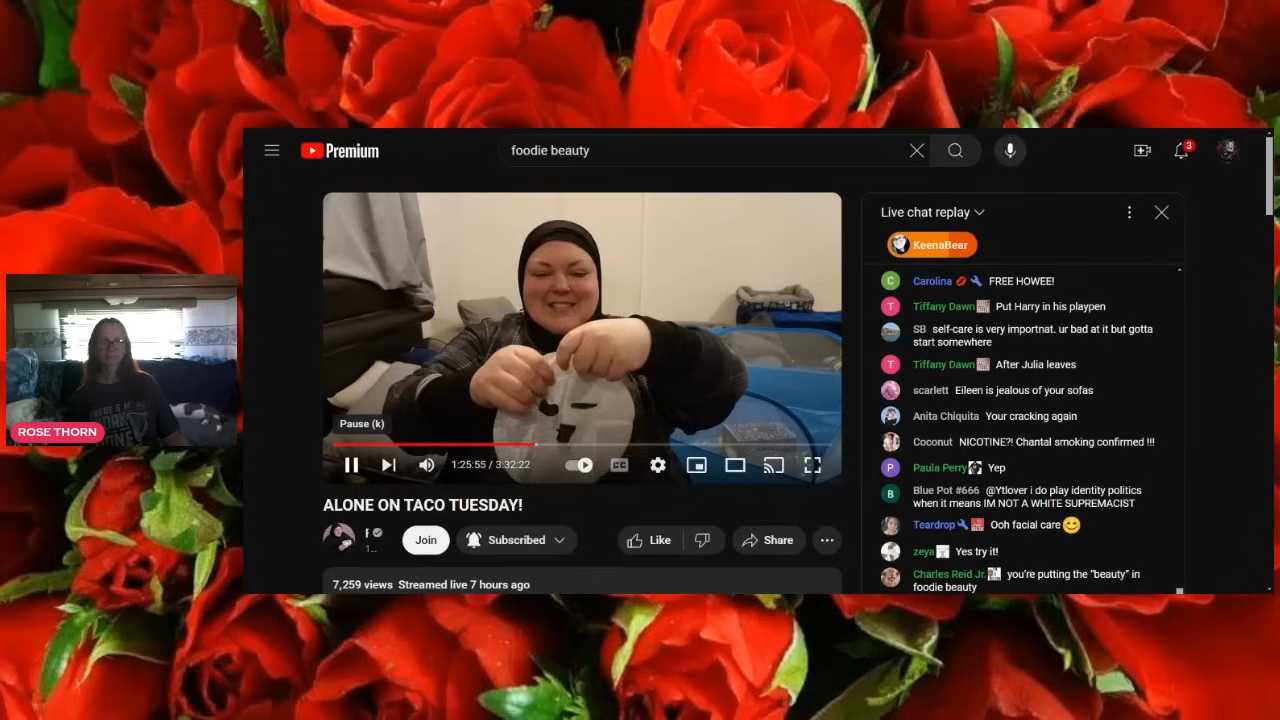 Premium
foodie beauty
3
Live chat replay
KeenaBear
Carolina FREE HOWEE!
Tiffany Dawn Put Harry in his playpen
SB self-care is very importnat. ur bad at it but gotta
start somewhere
Tiffany Dawn After Julia leaves
scarlett Eileen is jealous of your sofas
Anita Chiquita Your cracking again
Coconut NICOTINE?! Chantal smoking confirmed !!!
Paula Perry Yep
Blue Pot #666 @Ytlover i do play identity politics
when it means IM NOT A WHITE SUPREMACIST
Teardrop Ooh facial care😊
zeya Yes try it!
Charles Reid Jr. you're putting the "beauty" in
foodie beauty
Pause (k)
1:25:55 / 3:32:22
CC
ALONE ON TACO TUESDAY!
1...
Join
Subscribed
Like
Share
7,259 views Streamed live 7 hours ago
THERE'S NO
DARK
ROSE THORN